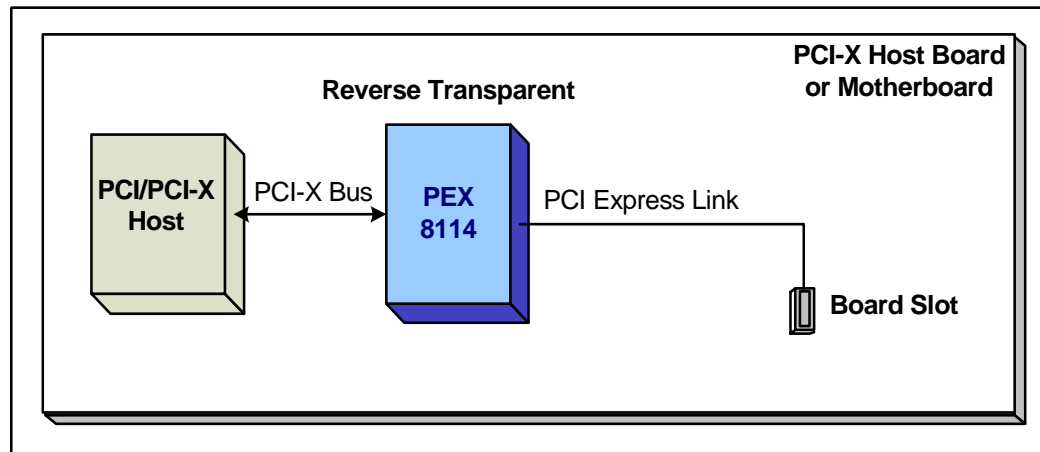 PCI-X Host Board
or Motherboard
Reverse Transparent
PCI/PCI-X
Host
PCI-X Bus
PEX
8114
PCI Express Link
Board Slot